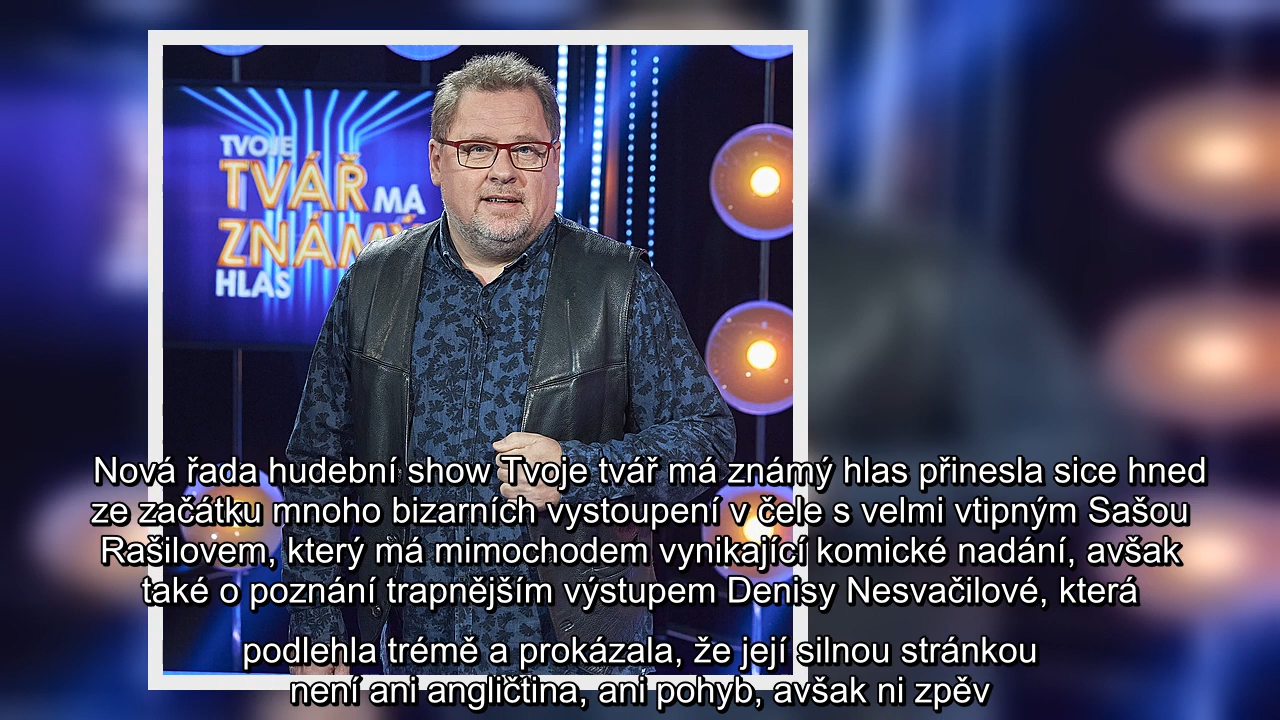 TVOJE
TVÁŘ MÁ
ZNÁMÝ
HLAS
Nová řada hudební show Tvoje tvář má známý hlas přinesla sice hned
ze začátku mnoho bizarních vystoupení v čele s velmi vtipným Sašou
Rašilovem, který má mimochodem vynikající komické nadání, avšak
také o poznání trapnějším výstupem Denisy Nesvačilové, která
podlehla trémě a prokázala, že její silnou stránkou
není ani angličtina, ani pohyb, avšak ni zpěv